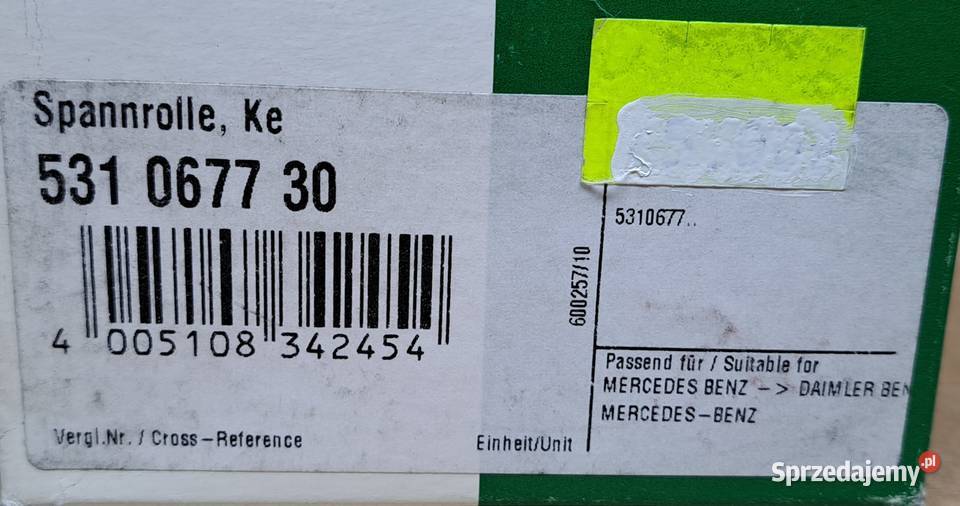 Spannrolle, Ke
531 0677 30
4 005108 342454
Vergl.Nr. / Cross-Reference
Einheit/Unit
600257/10
5310677..
Passend für / Suitable for
MERCEDES BENZ -> DAIMLER BEN
MERCEDES-BENZ
Sprzedajemy.pl